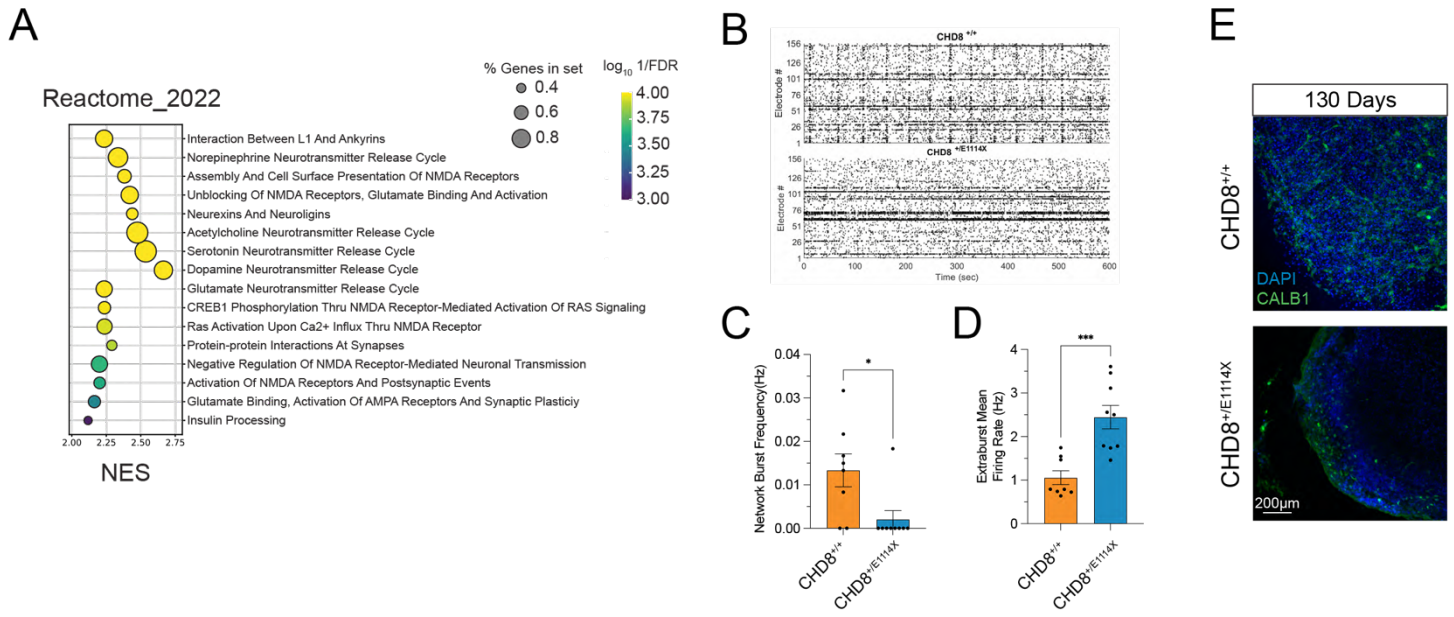 A
Reactome_2022
% Genes in set
0.4
0.6
0.8
log10 1/FDR
4.00
3.75
3.50
3.25
3.00
Interaction Between L1 And Ankyrins
Norepinephrine Neurotransmitter Release Cycle
Assembly And Cell Surface Presentation Of NMDA Receptors
Unblocking Of NMDA Receptors, Glutamate Binding And Activation
Neurexins And Neuroligins
Acetylcholine Neurotransmitter Release Cycle
Serotonin Neurotransmitter Release Cycle
Dopamine Neurotransmitter Release Cycle
Glutamate Neurotransmitter Release Cycle
CREB1 Phosphorylation Thru NMDA Receptor-Mediated Activation Of RAS Signaling
Ras Activation Upon Ca2+ Influx Thru NMDA Receptor
Protein-protein Interactions At Synapses
Negative Regulation Of NMDA Receptor-Mediated Neuronal Transmission
Activation Of NMDA Receptors And Postsynaptic Events
Glutamate Binding, Activation Of AMPA Receptors And Synaptic Plasticiy
Insulin Processing
2.00 2.25 2.50 2.75
NES
B
CHD8 +/+
Electrode #
156
126
101
76
51
26
1
CHD8 +/E1114X
Electrode #
156
126
101
76
51
26
1
0 100 200 300 400 500 600
Time (sec)
C
Network Burst Frequency(Hz)
0.04
0.03
0.02
0.01
0.00
*
CHD8+/+
CHD8+/E1114X
D
Extraburst Mean
Firing Rate (Hz)
4
3
2
1
0
***
CHD8+/+
CHD8+/E1114X
E
130 Days
CHD8+/+
DAPI
CALB1
CHD8+/E1114X
200μm